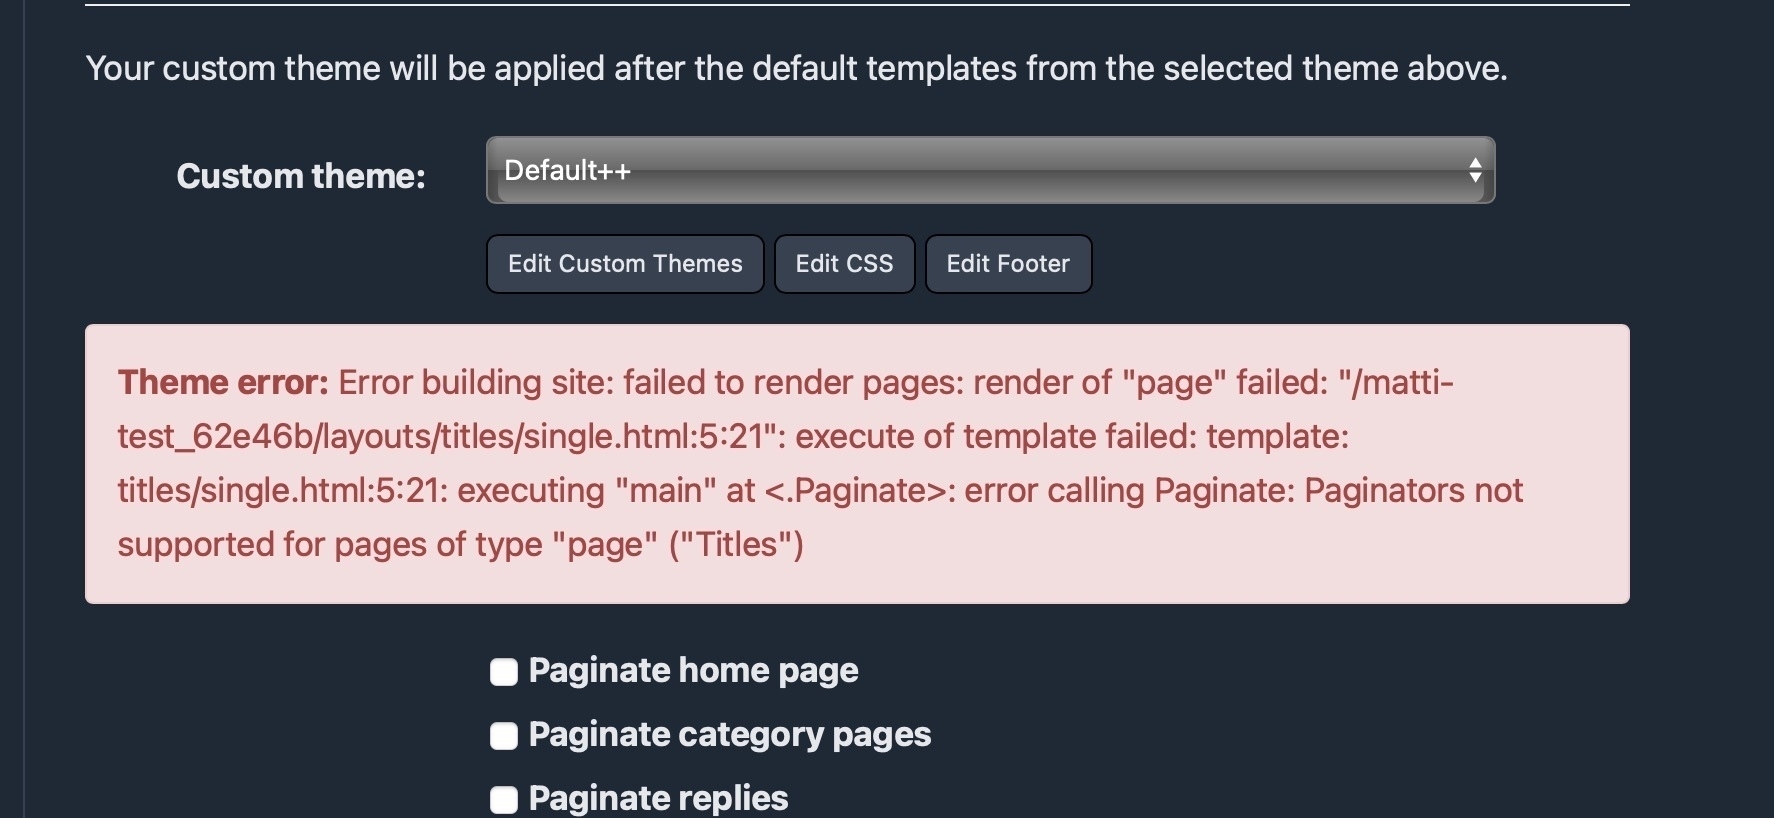 Your custom theme will be applied after the default templates from the selected theme above.
Custom theme:
Default++
Edit Custom Themes
Edit CSS
Edit Footer
Theme error: Error building site: failed to render pages: render of "page" failed: "/matti-
test_62e46b/layouts/titles/single.html:5:21": execute of template failed: template:
titles/single.html:5:21: executing "main" at <.Paginate>: error calling Paginate: Paginators not
supported for pages of type "page" ("Titles")
Paginate home page
Paginate category pages
Paginate replies